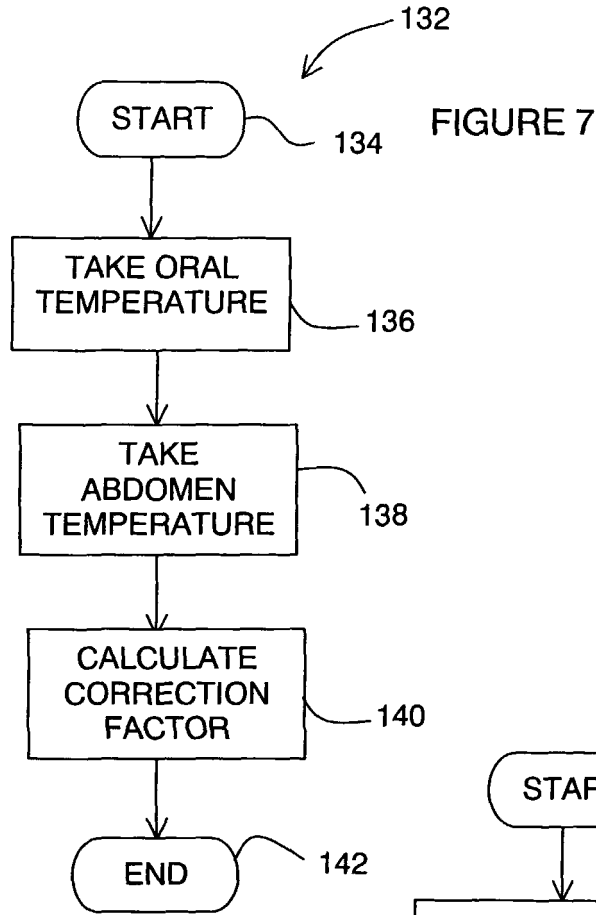 132
START
134
FIGURE 7
TAKE ORAL
TEMPERATURE
136
TAKE
ABDOMEN
TEMPERATURE
138
CALCULATE
CORRECTION
FACTOR
140
END
142
STAR